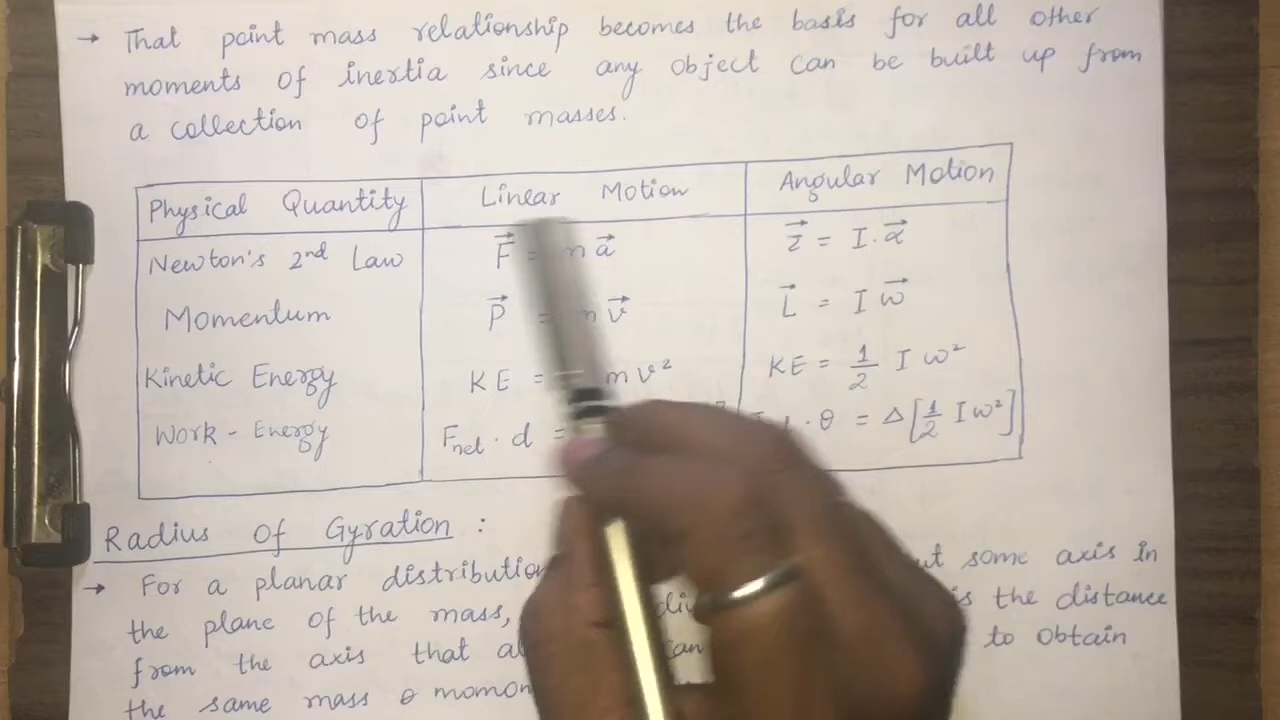 → That point mass relationship becomes the basis for all other
moments of inertia since any object can be built up from
a collection of point masses.
Physical Quantity Linear Motion Angular Motion
Newton's 2nd Law F⃗ = m a⃗ τ⃗ = I. α⃗
Momentum P⃗ = m v⃗ L⃗ = I ω⃗
Kinetic Energy KE = m v² KE = 1/2 I ω²
Work - Energy Fnet · d = · θ = Δ[1/2 I ω²]
Radius Of Gyration :
→ For a planar distribution some axis in
the plane of the mass, is the distance
from the axis that can to obtain
the same mass